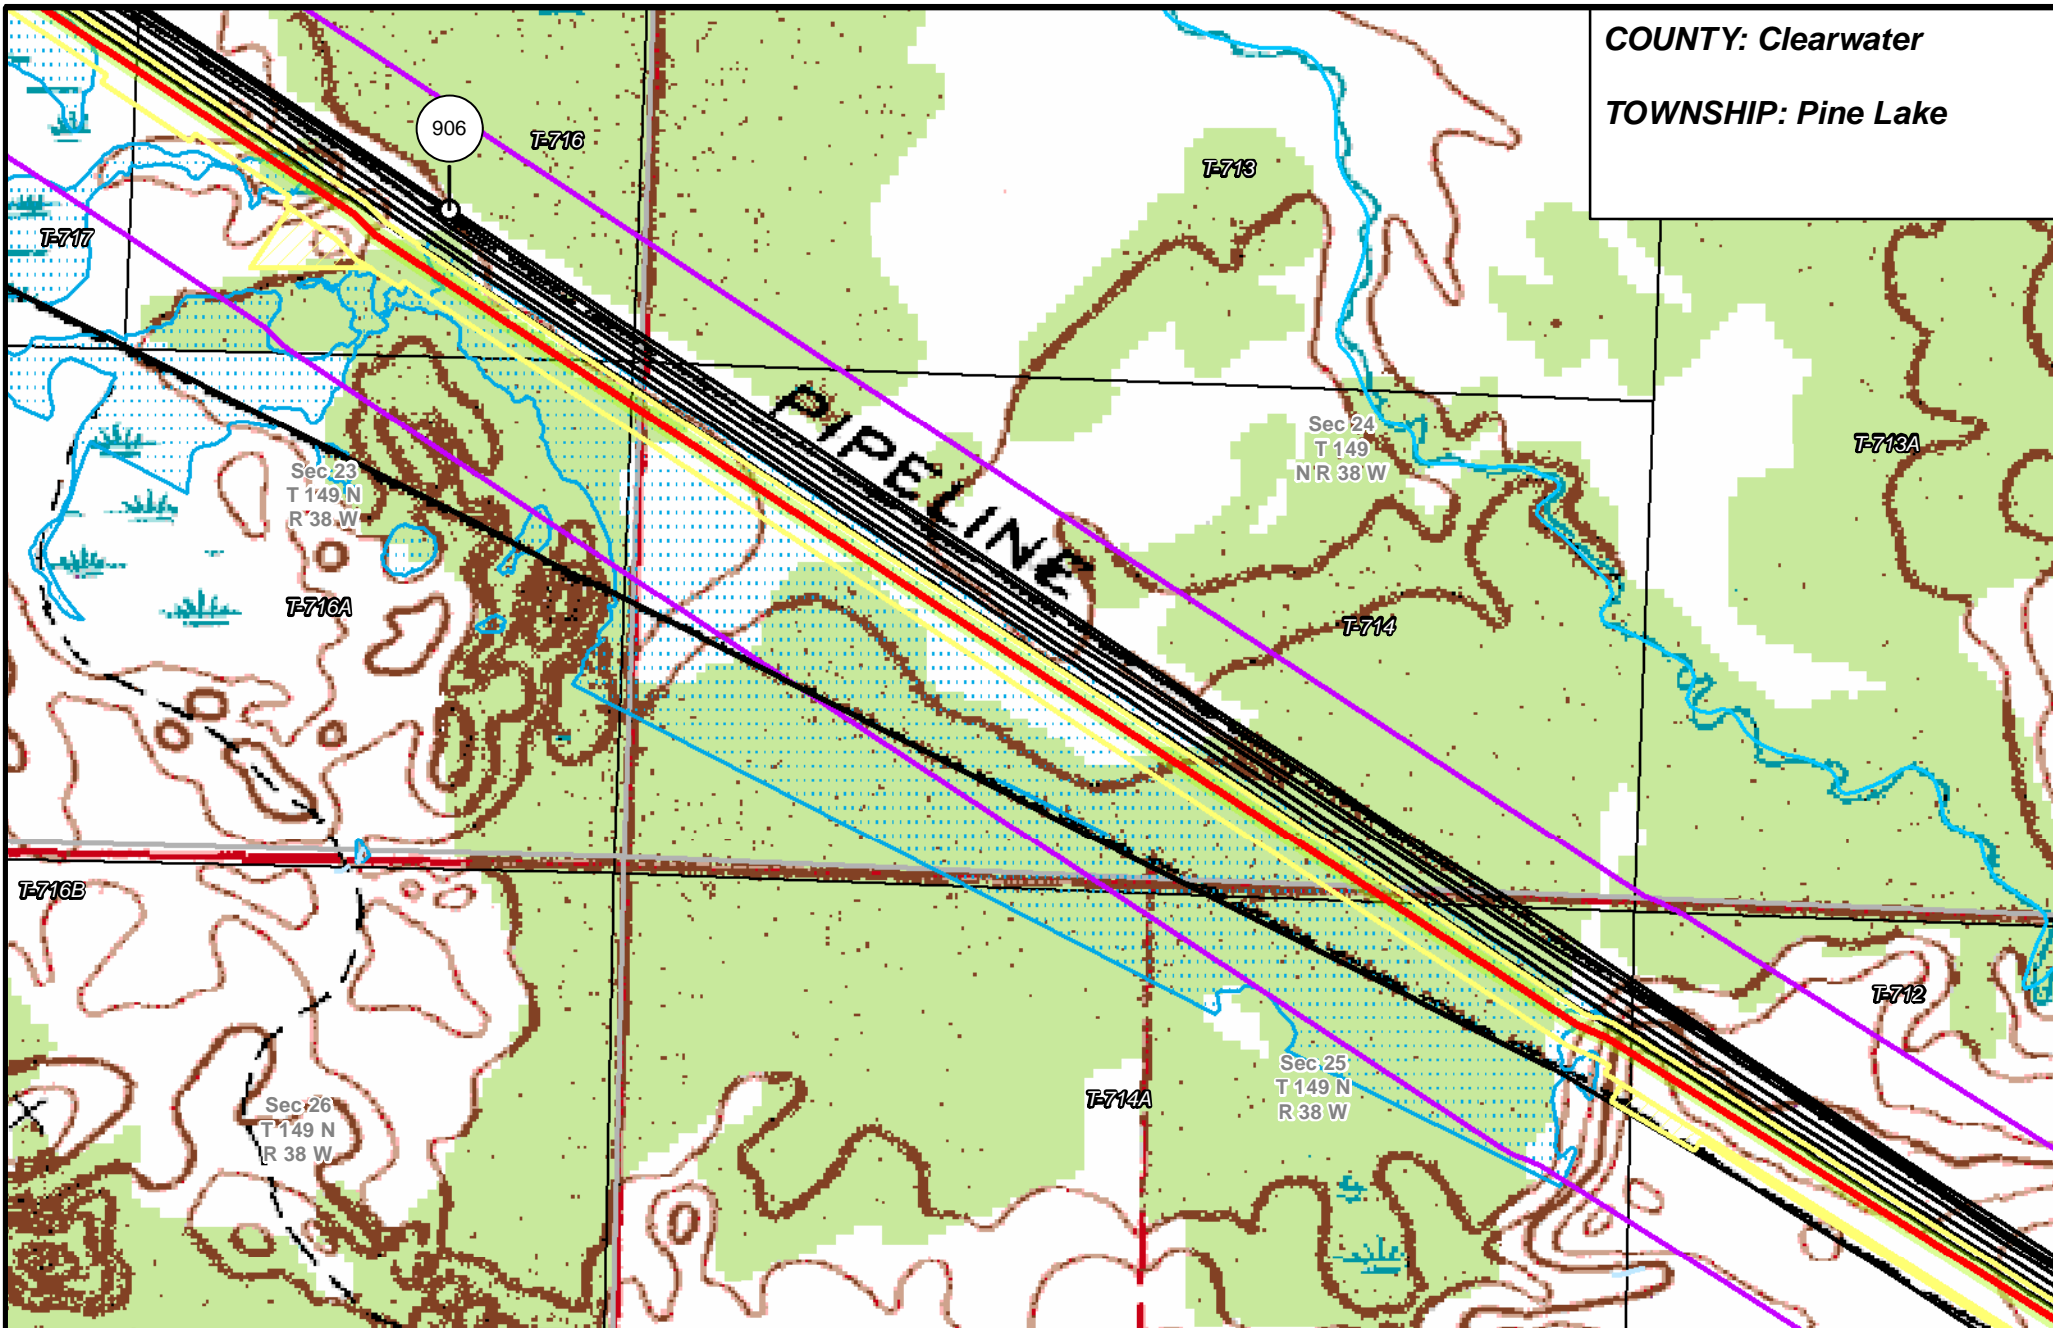 COUNTY: Clearwater
TOWNSHIP: Pine Lake
906
T-716
T-713
T-717
PIPELINE
Sec 24
T 149
N R 38 W
T-713A
Sec 23
T 149 N
R 38 W
T-716A
T-714
T-716B
T-712
Sec 25
T 149 N
R 38 W
T-714A
Sec 26
T 149 N
R 38 W